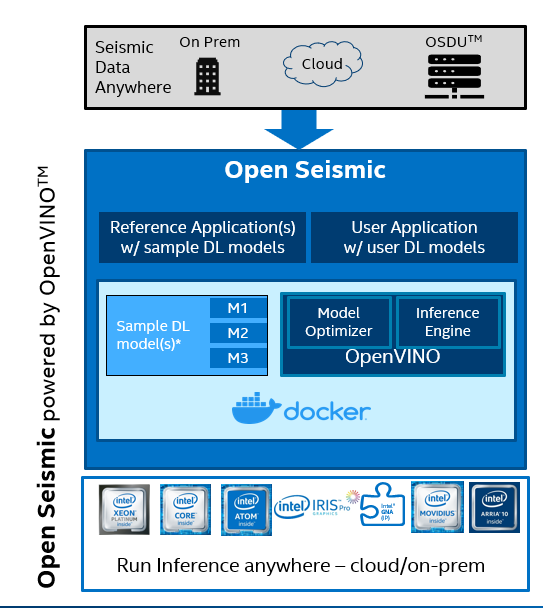 Open Seismic powered by OpenVINO™
Seismic
Data
Anywhere
On Prem
Cloud
OSDU™
Open Seismic
Reference Application(s)
w/ sample DL models
User Application
w/ user DL models
Sample DL
model(s)*
M1
M2
M3
Model
Optimizer
Inference
Engine
OpenVINO
docker
intel
XEON
PLATINUM
inside
intel
CORE
inside
intel
ATOM
inside
intel
IRIS Pro
GRAPHICS
Intel
GNA
(IP)
intel
MOVIDIUS
inside
intel
ARRIA 10
inside
Run Inference anywhere – cloud/on-prem